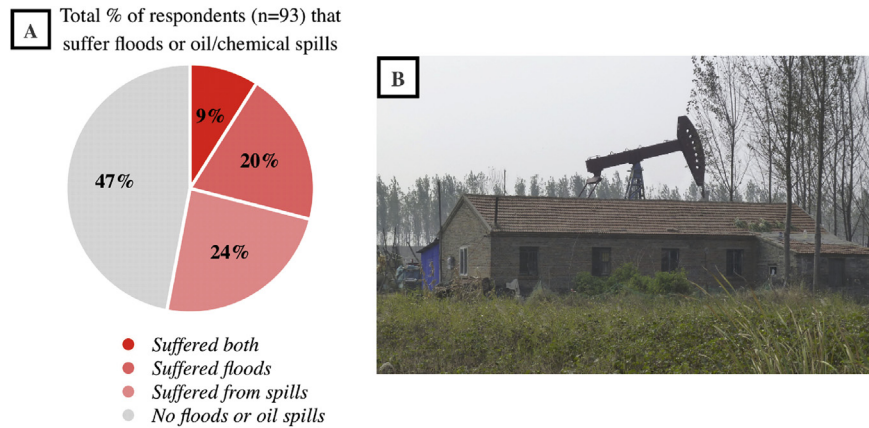 A
Total % of respondents (n=93) that
suffer floods or oil/chemical spills
9%
20%
24%
47%
Suffered both
Suffered floods
Suffered from spills
No floods or oil spills
B